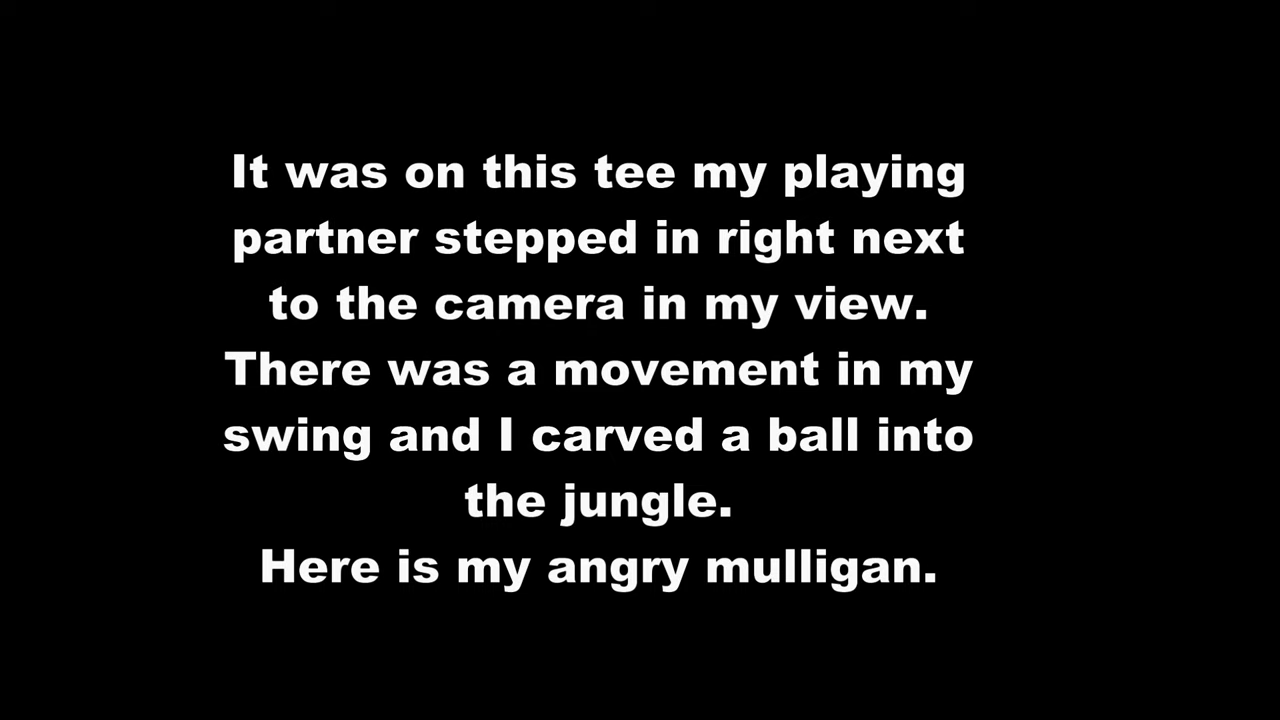 It was on this tee my playing
partner stepped in right next
to the camera in my view.
There was a movement in my
swing and I carved a ball into
the jungle.
Here is my angry mulligan.